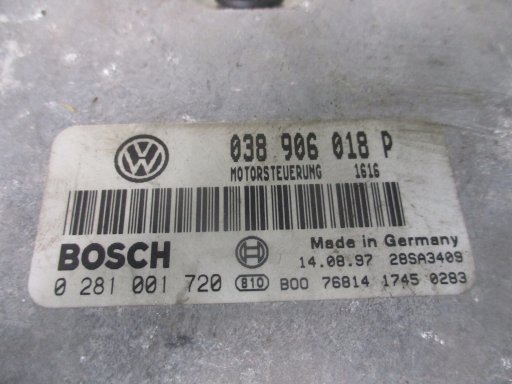 038 906 018 P
MOTORSTEUERUNG 1616
BOSCH
Made in Germany
14.08.97 28SA3409
0 281 001 720 810 B00 76814 1745 0283